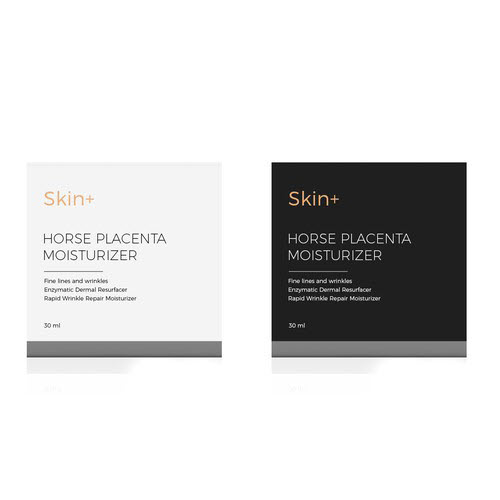 Skin+
HORSE PLACENTA
MOISTURIZER
Fine lines and wrinkles
Enzymatic Dermal Resurfacer
Rapid Wrinkle Repair Moisturizer
30 ml
Skin+
HORSE PLACENTA
MOISTURIZER
Fine lines and wrinkles
Enzymatic Dermal Resurfacer
Rapid Wrinkle Repair Moisturizer
30 ml